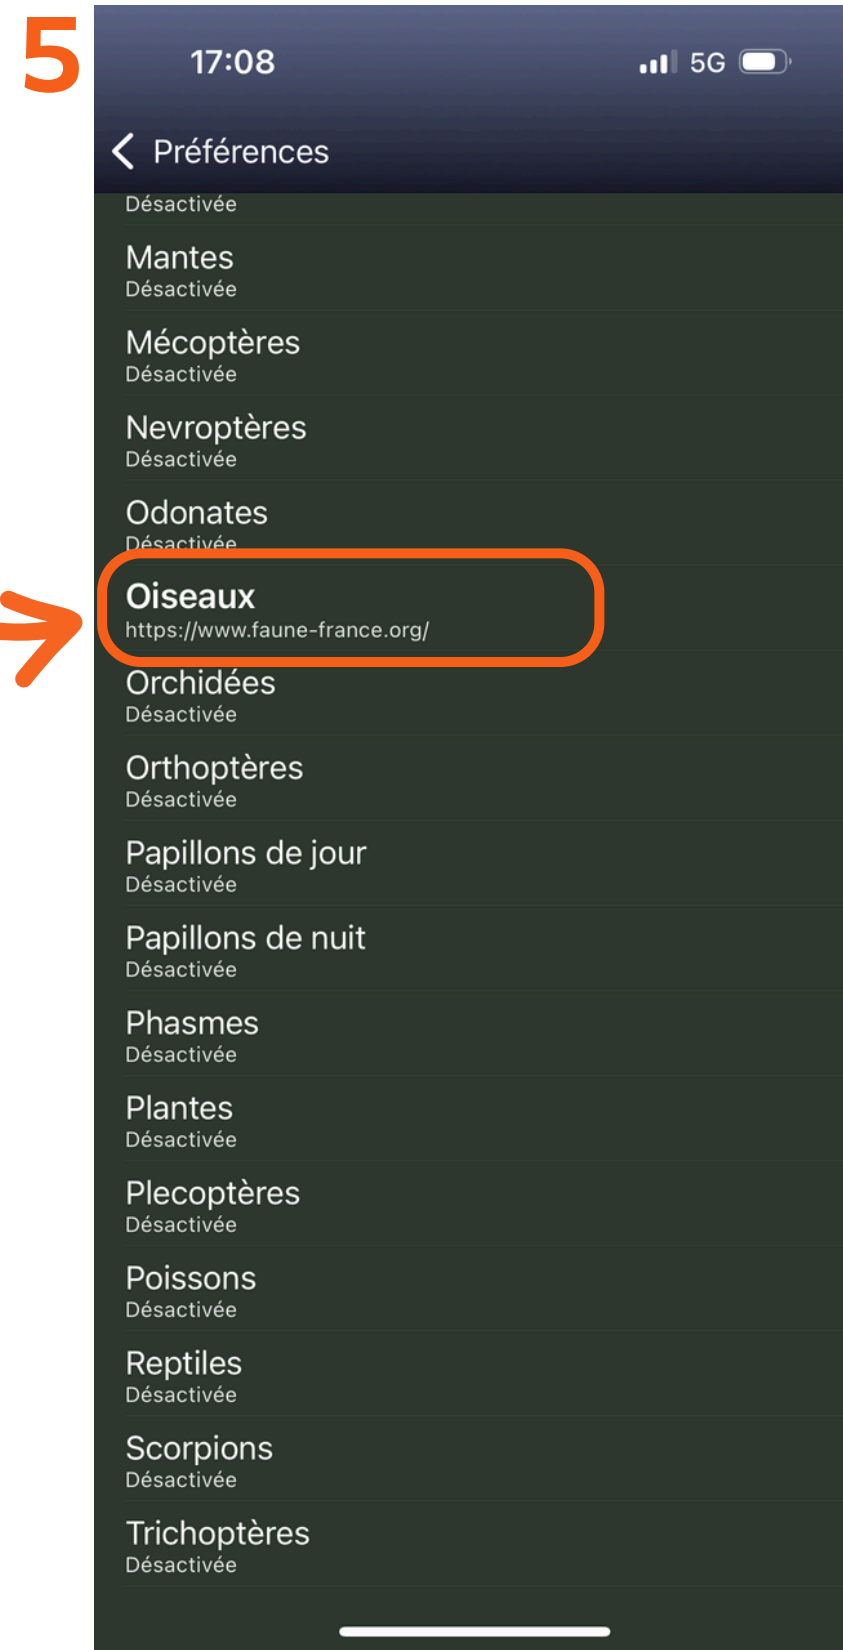 5
17:08
5G
Préférences
Désactivée
Mantes
Désactivée
Mécoptères
Désactivée
Nevroptères
Désactivée
Odonates
Désactivée
Oiseaux
https://www.faune-france.org/
Orchidées
Désactivée
Orthoptères
Désactivée
Papillons de jour
Désactivée
Papillons de nuit
Désactivée
Phasmes
Désactivée
Plantes
Désactivée
Plecoptères
Désactivée
Poissons
Désactivée
Reptiles
Désactivée
Scorpions
Désactivée
Trichoptères
Désactivée